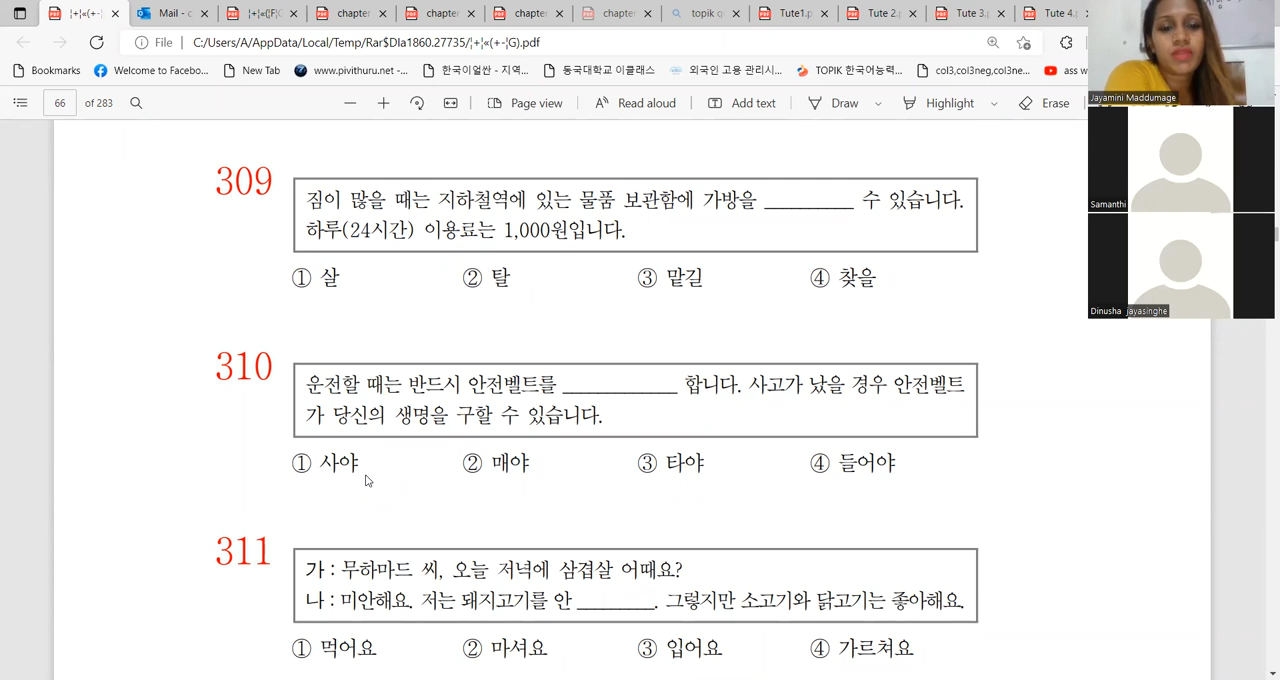 Mail - c
chapter
chapter
chapter
chapter
topik q
Tute1.p
Tute 2.p
Tute 3.p
Tute 4.p
File
C:/Users/A/AppData/Local/Temp/Rar$DIa1860.27735/¦+¦«(+-¦G).pdf
Bookmarks
Welcome to Facebo...
New Tab
www.pivithuru.net -...
한국이얼싼 - 지역...
동국대학교 이클래스
외국인 고용 관리시...
TOPIK 한국어능력...
col3,col3neg,col3ne...
ass w
66 of 283
Page view
Read aloud
Add text
Draw
Highlight
Erase
Jayamini Maddumage
Samanthi
Dinusha jayasinghe
309
짐이 많을 때는 지하철역에 있는 물품 보관함에 가방을 __________ 수 있습니다.
하루(24시간) 이용료는 1,000원입니다.
① 살 ② 탈 ③ 맡길 ④ 찾을
310
운전할 때는 반드시 안전벨트를 _____________ 합니다. 사고가 났을 경우 안전벨트
가 당신의 생명을 구할 수 있습니다.
① 사야 ② 매야 ③ 타야 ④ 들어야
311
가 : 무하마드 씨, 오늘 저녁에 삼겹살 어때요?
나 : 미안해요. 저는 돼지고기를 안 _________. 그렇지만 소고기와 닭고기는 좋아해요.
① 먹어요 ② 마셔요 ③ 입어요 ④ 가르쳐요